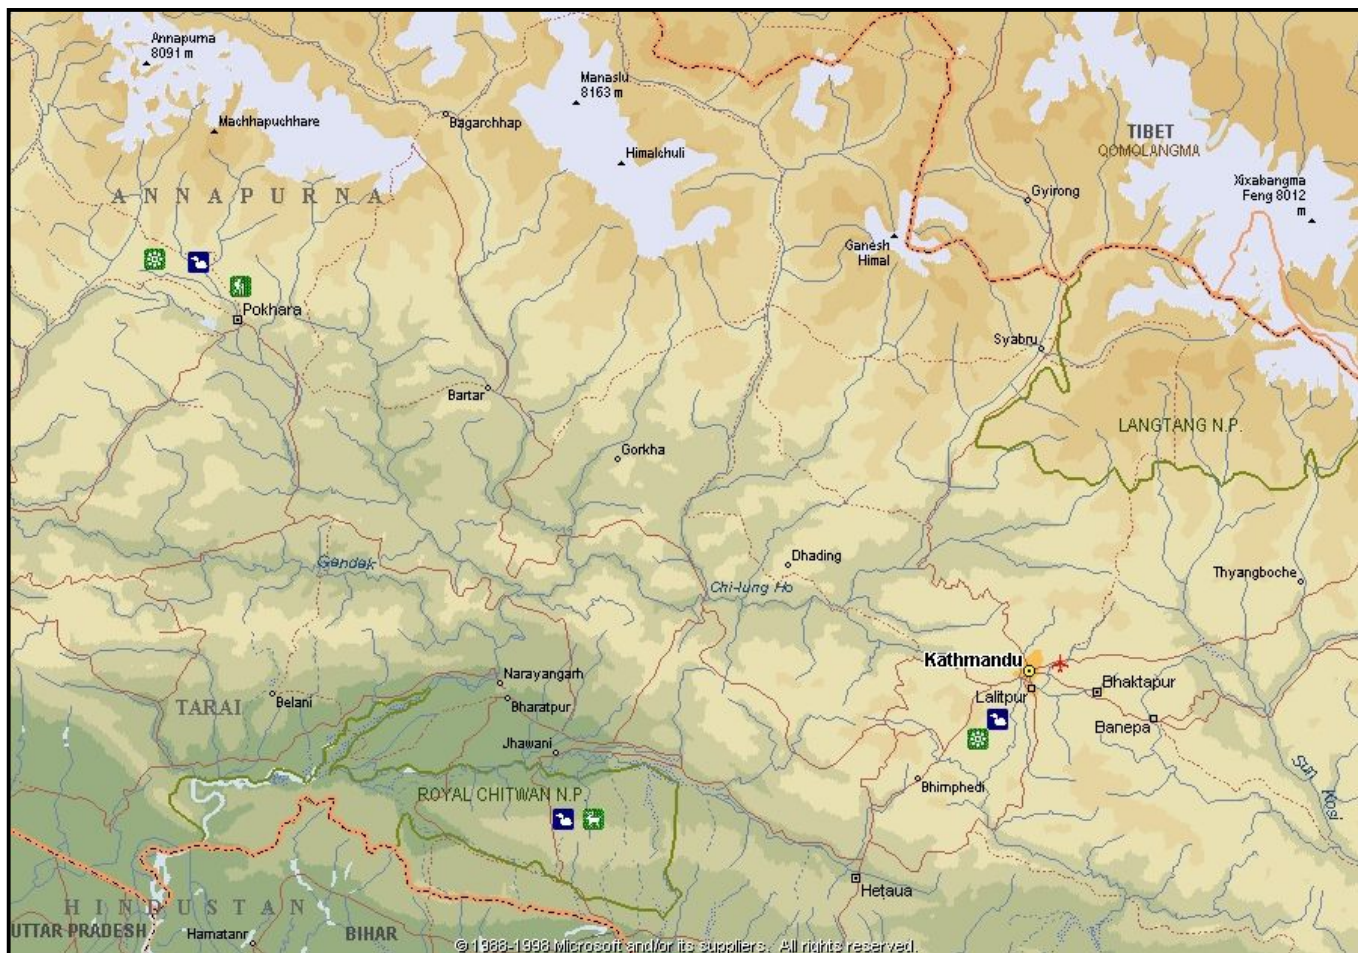 Annapurna
8091 m
Manaslu
8163 m
Machhapuchhare
Bagarchhap
TIBET
QOMOLANGMA
Himalchuli
Xixabangma
Feng 8012
m
ANNAPURNA
Gyirong
Ganesh
Himal
Pokhara
Syabru
Bartar
LANGTANG N.P.
Gorkha
Gandak
Dhading
Chi-lung Ho
Thyangboche
Kathmandu
Narayangarh
Lalitpur
Bhaktapur
Belani
Bharatpur
TARAI
Banepa
Jhawani
Bhimphedi
Sun Kosi
ROYAL CHITWAN N.P.
Hetaua
HINDUSTAN
UTTAR PRADESH
Hamatanr
BIHAR
© 1988-1998 Microsoft and/or its suppliers. All rights reserved.